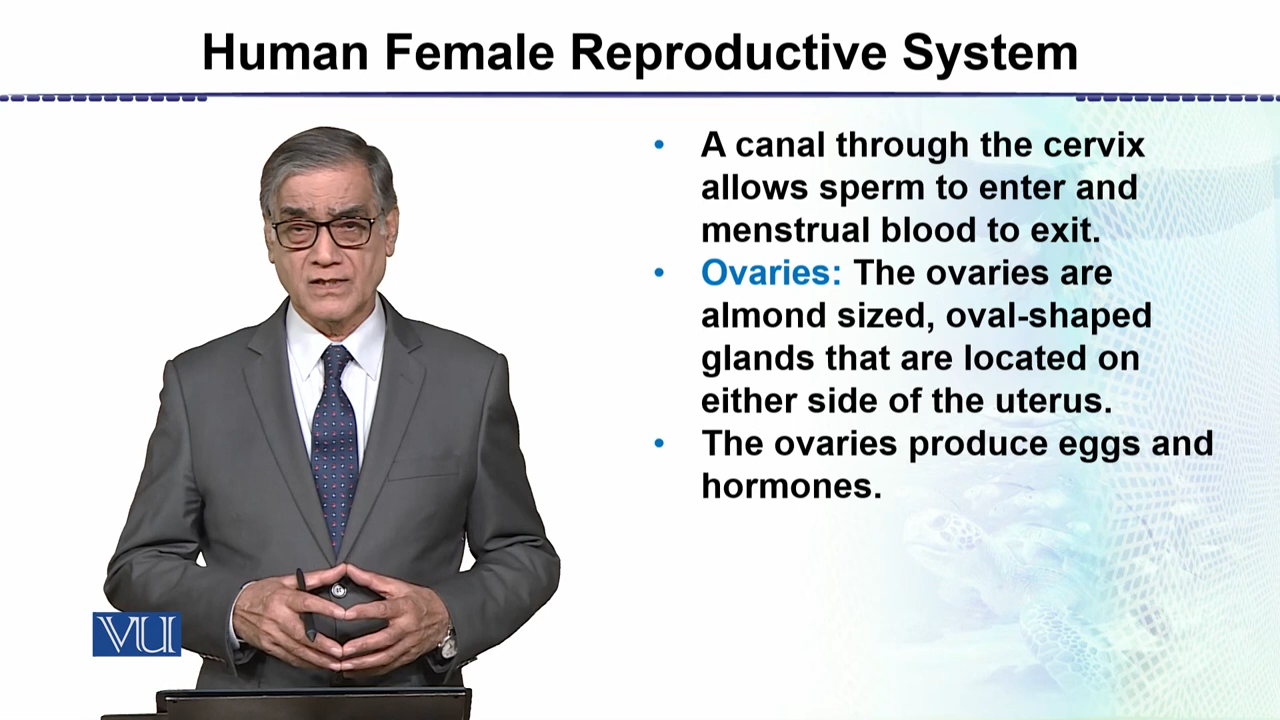 Human Female Reproductive System
• A canal through the cervix
allows sperm to enter and
menstrual blood to exit.
• Ovaries: The ovaries are
almond sized, oval-shaped
glands that are located on
either side of the uterus.
• The ovaries produce eggs and
hormones.
VU